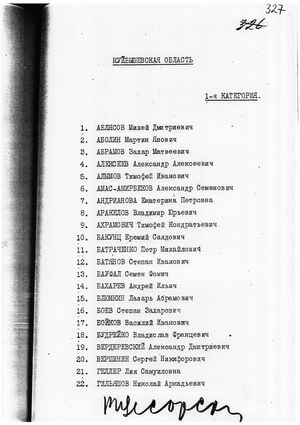 327
326
КУЙБЫШЕВСКАЯ ОБЛАСТЬ
1-я КАТЕГОРИЯ.
1. АБЛЯСОВ Михей Дмитриевич
2. АБОЛИН Мартин Янович
3. АБРАМОВ Захар Матвеевич
4. АЛЕКСЕЕВ Александр Алексеевич
5. АЛЫМОВ Тимофей Иванович
6. АМАС-АМИРБЕКОВ Александр Семенович
7. АНДРИАНОВА Екатерина Петровна
8. АРАКЕЛОВ Владимир Юрьевич
9. АХРАМОВИЧ Тимофей Кондратьевич
10. БАКУНЦ Еремий Саядович
11. БАТРАЧЕНКО Петр Михайлович
12. БАТЯНОВ Степан Иванович
13. БАУФАЛ Семен Фомич
14. БАХАРЕВ Андрей Ильич
15. БЛЮМКИН Лазарь Абрамович
16. БОЕВ Степан Захарович
17. БОЙКОВ Василий Иванович
18. БУДРЕЙКО Владислав Францевич
19. ВЕРДЕРЕВСКИЙ Александр Дмитриевич
20. ВЕРШИНИН Сергей Никифорович
21. ГЕЛЛЕР Лия Самуиловна
22. ГИЛЬЯНОВ Николай Аркадьевич